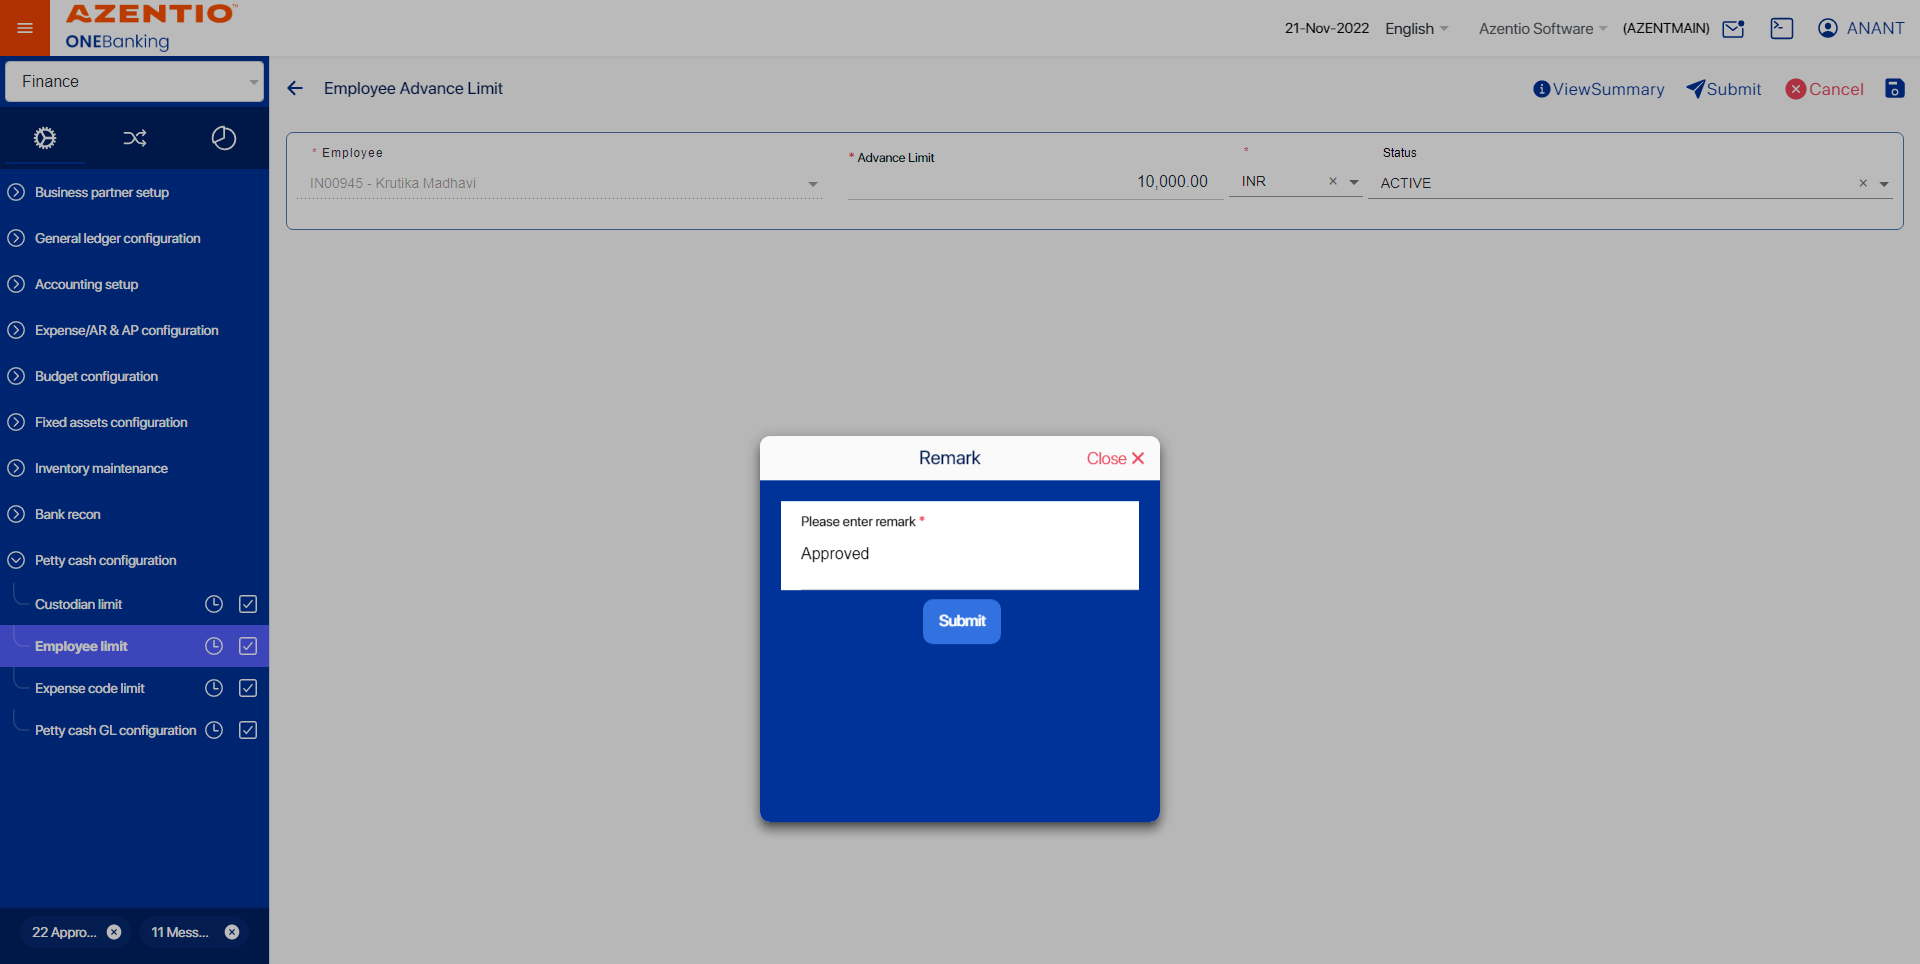 AZENTIO™
ONEBanking
21-Nov-2022 English Azentio Software (AZENTMAIN) ANANT
Finance
Employee Advance Limit
ViewSummary Submit Cancel
* Employee
IN00945 - Krutika Madhavi
* Advance Limit
10,000.00
*
INR ×
Status
ACTIVE ×
Business partner setup
General ledger configuration
Accounting setup
Expense/AR & AP configuration
Budget configuration
Fixed assets configuration
Inventory maintenance
Bank recon
Petty cash configuration
Custodian limit
Employee limit
Expense code limit
Petty cash GL configuration
22 Appro...
11 Mess...
Remark
Close ✕
Please enter remark *
Approved
Submit